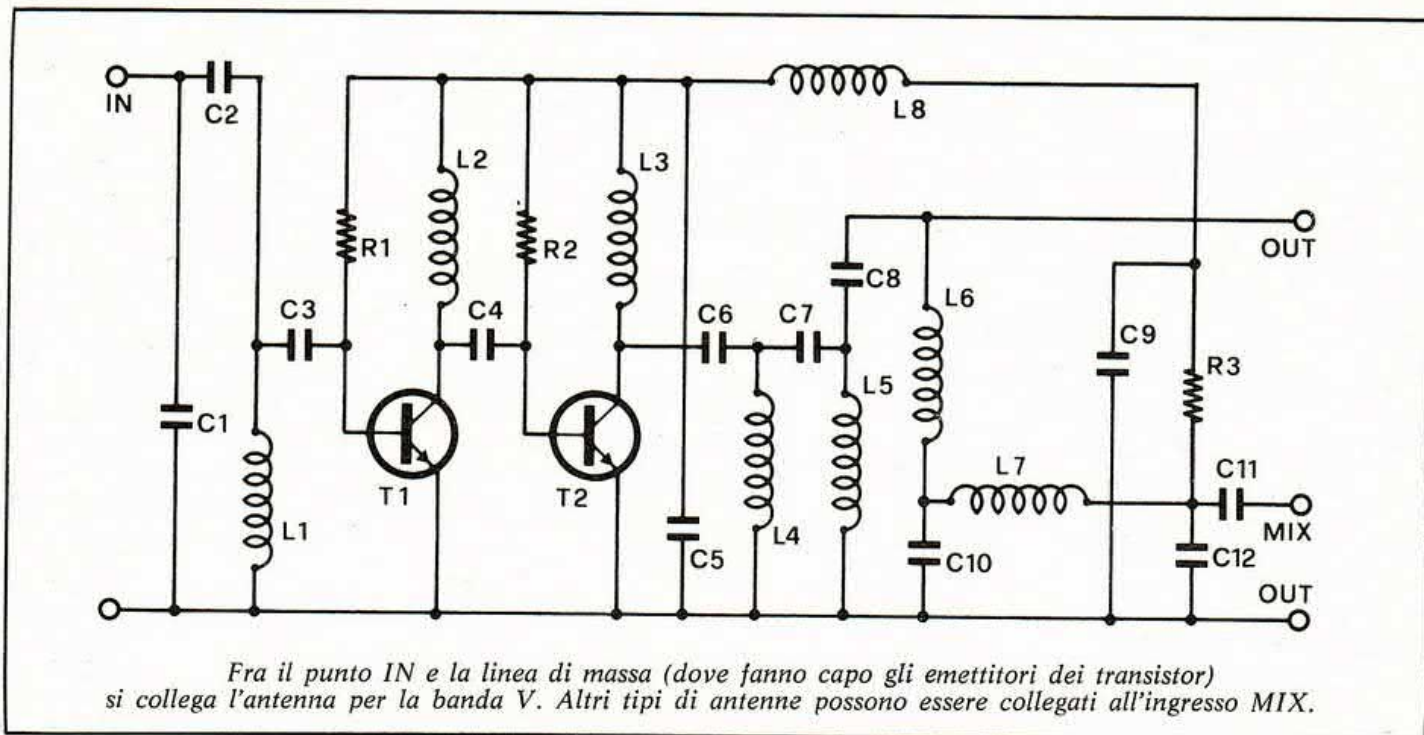 IN
C2
L8
L2
L3
R1
R2
OUT
C8
L6
C3
C4
C6
C7
C9
R3
L5
C1
L7
C11
T1
T2
L4
MIX
L1
C5
C10
C12
OUT
Fra il punto IN e la linea di massa (dove fanno capo gli emettitori dei transistor)
si collega l'antenna per la banda V. Altri tipi di antenne possono essere collegati all'ingresso MIX.